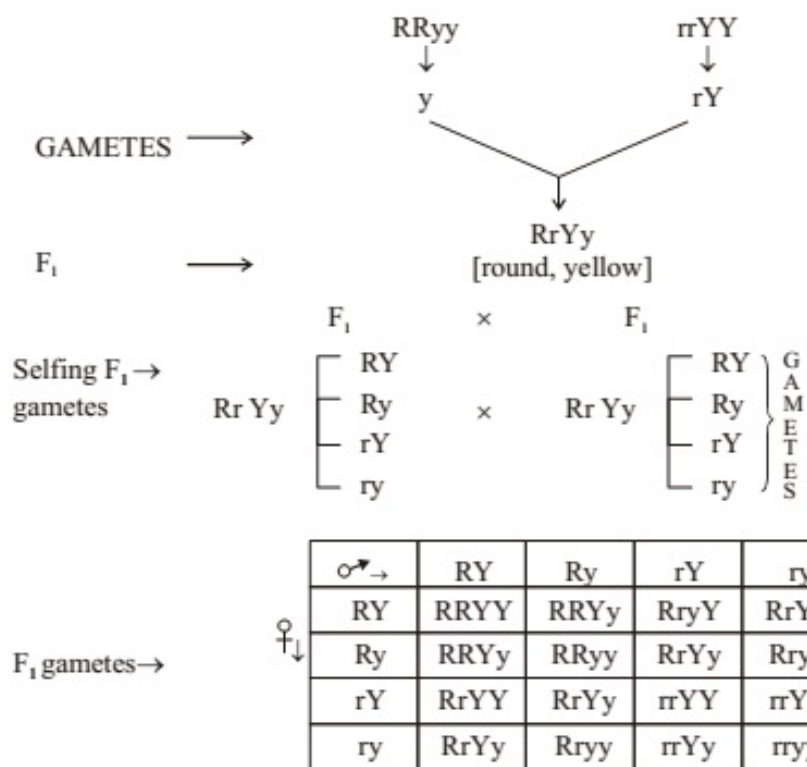 RRyy rrYY
↓ ↓
y rY
GAMETES →
RrYy
F₁ → [round, yellow]
F₁ × F₁
Selfing F₁ →
gametes
Rr Yy × Rr Yy
RY RY
Ry Ry
rY rY
ry ry
GAMETES
♂→ RY Ry rY ry
♀↓
RY RRYY RRYy RryY
Ry RRYy RRyy RrYy
F₁ gametes→
rY RrYY RrYy rrYY
ry RrYy Rryy rrYy